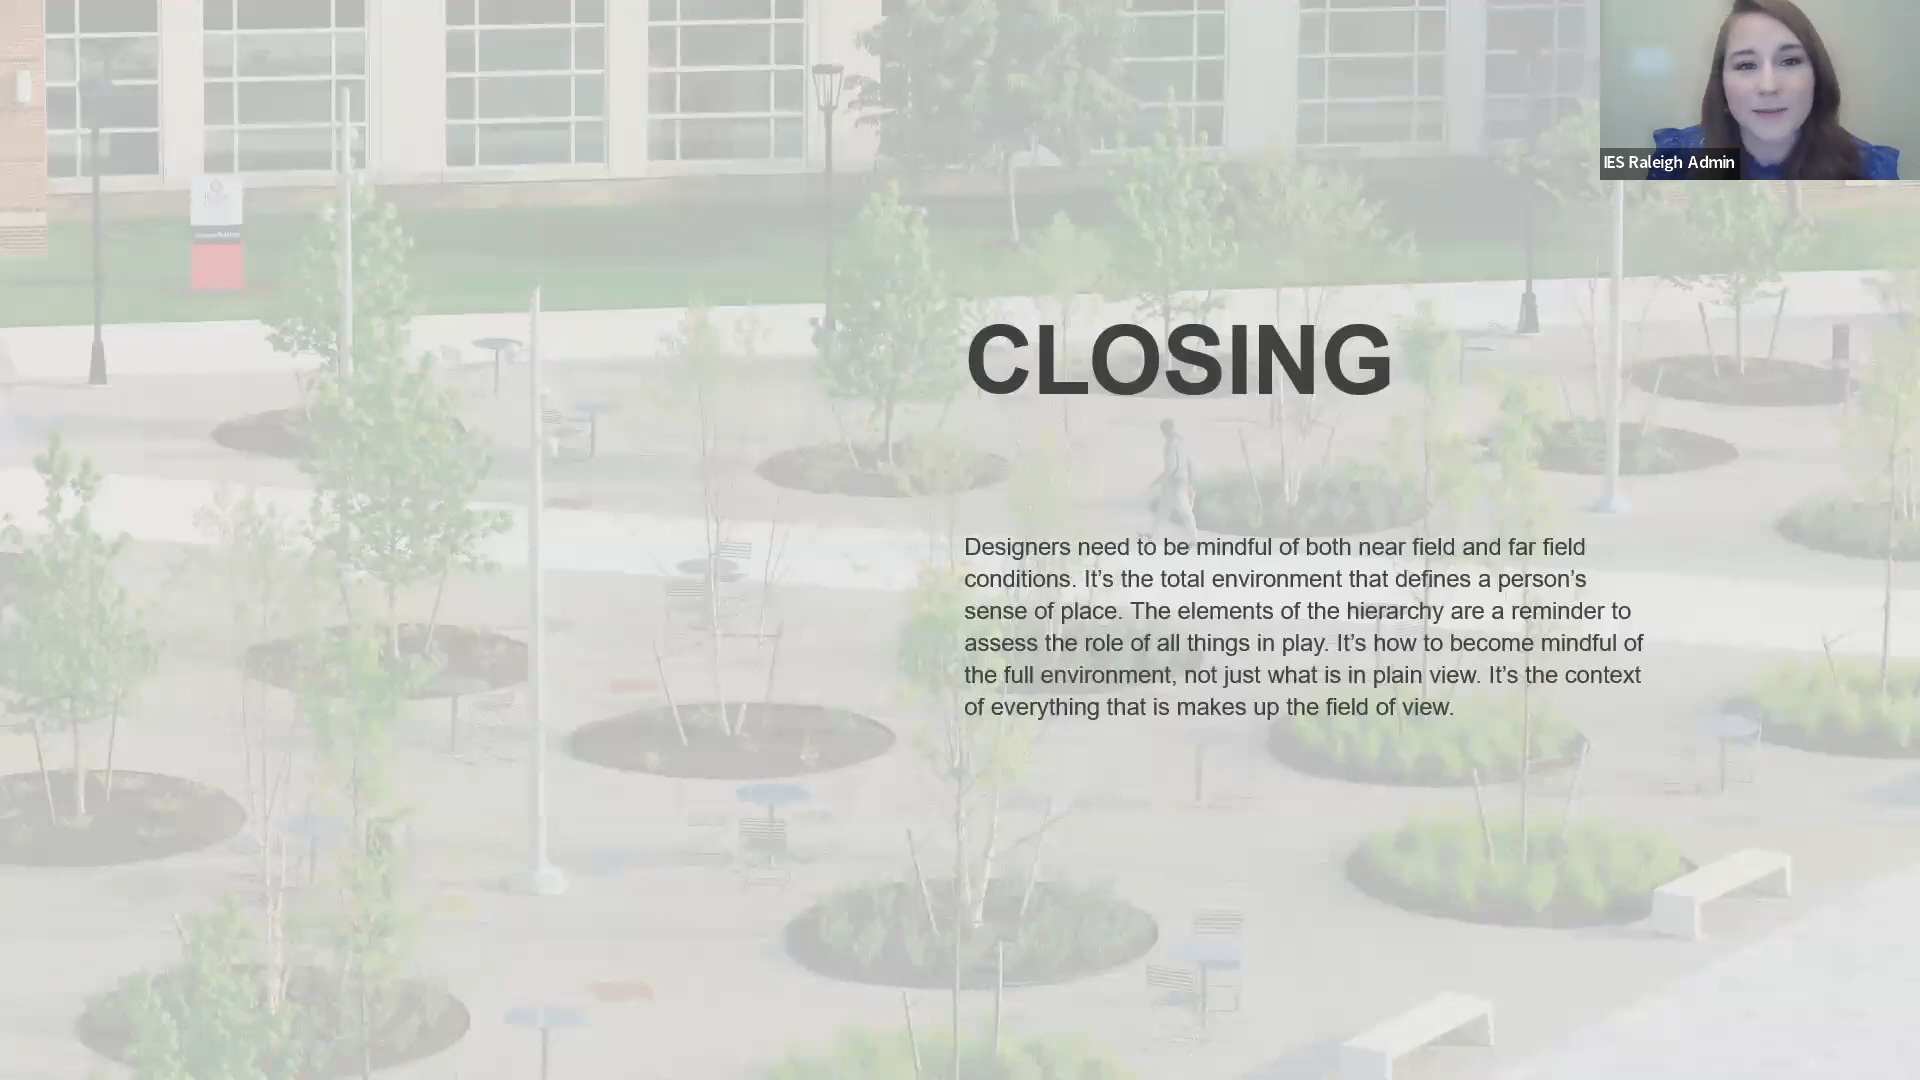 IES Raleigh Admin
CLOSING
Designers need to be mindful of both near field and far field
conditions. It’s the total environment that defines a person’s
sense of place. The elements of the hierarchy are a reminder to
assess the role of all things in play. It’s how to become mindful of
the full environment, not just what is in plain view. It’s the context
of everything that is makes up the field of view.